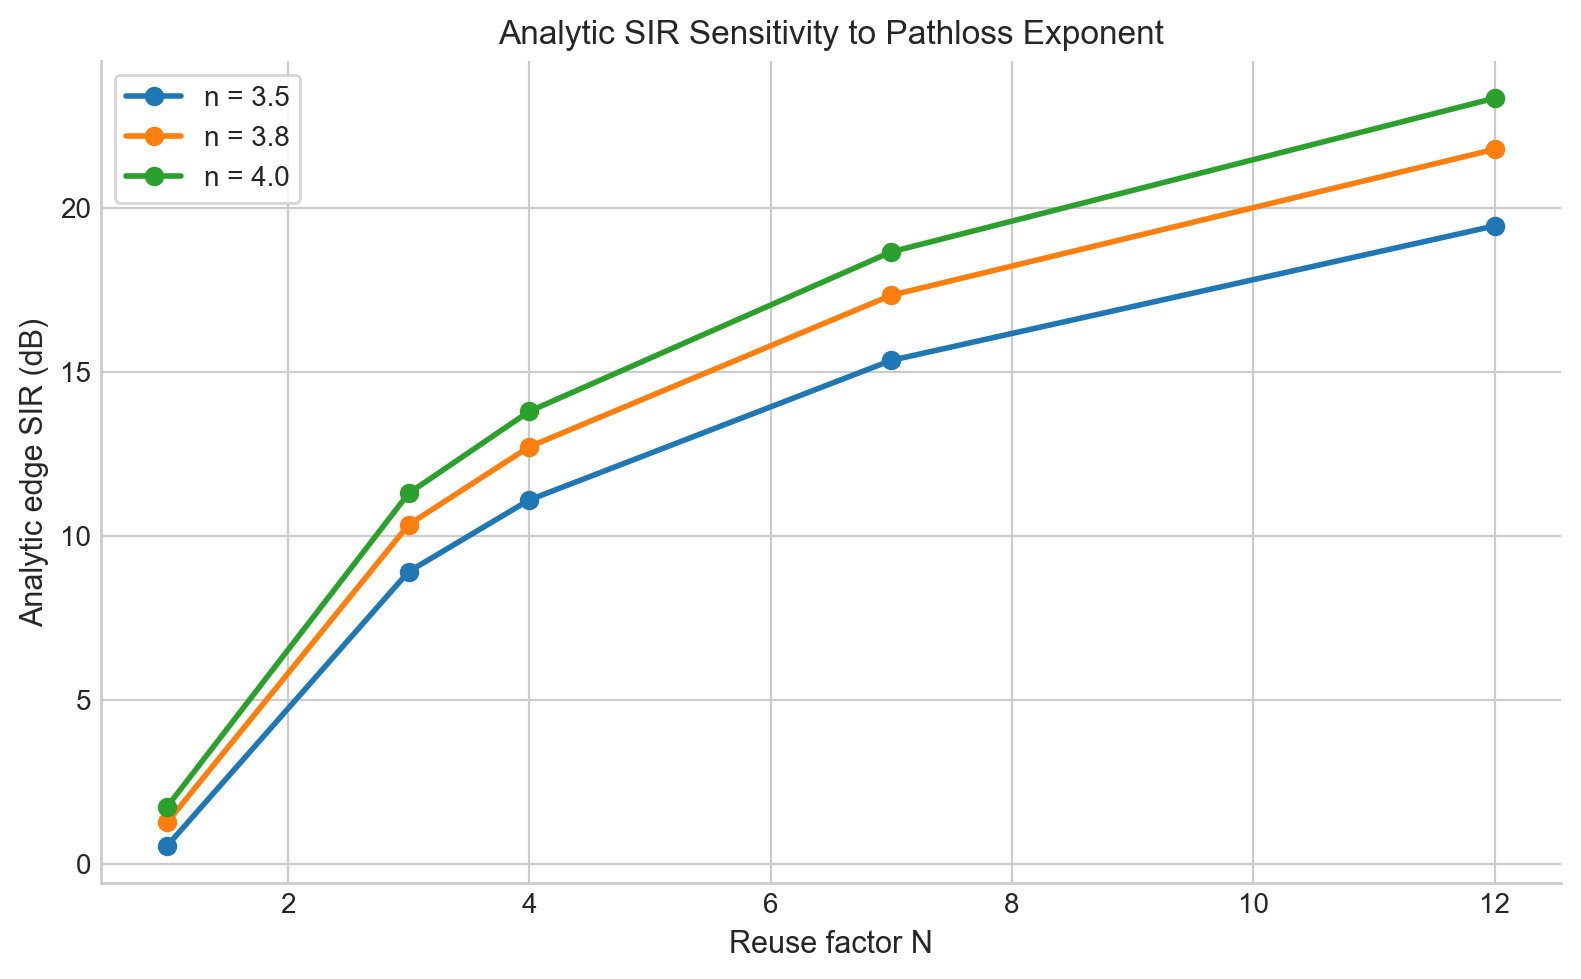 Analytic SIR Sensitivity to Pathloss Exponent
n = 3.5
n = 3.8
n = 4.0
Analytic edge SIR (dB)
20
15
10
5
0
2 4 6 8 10 12
Reuse factor N